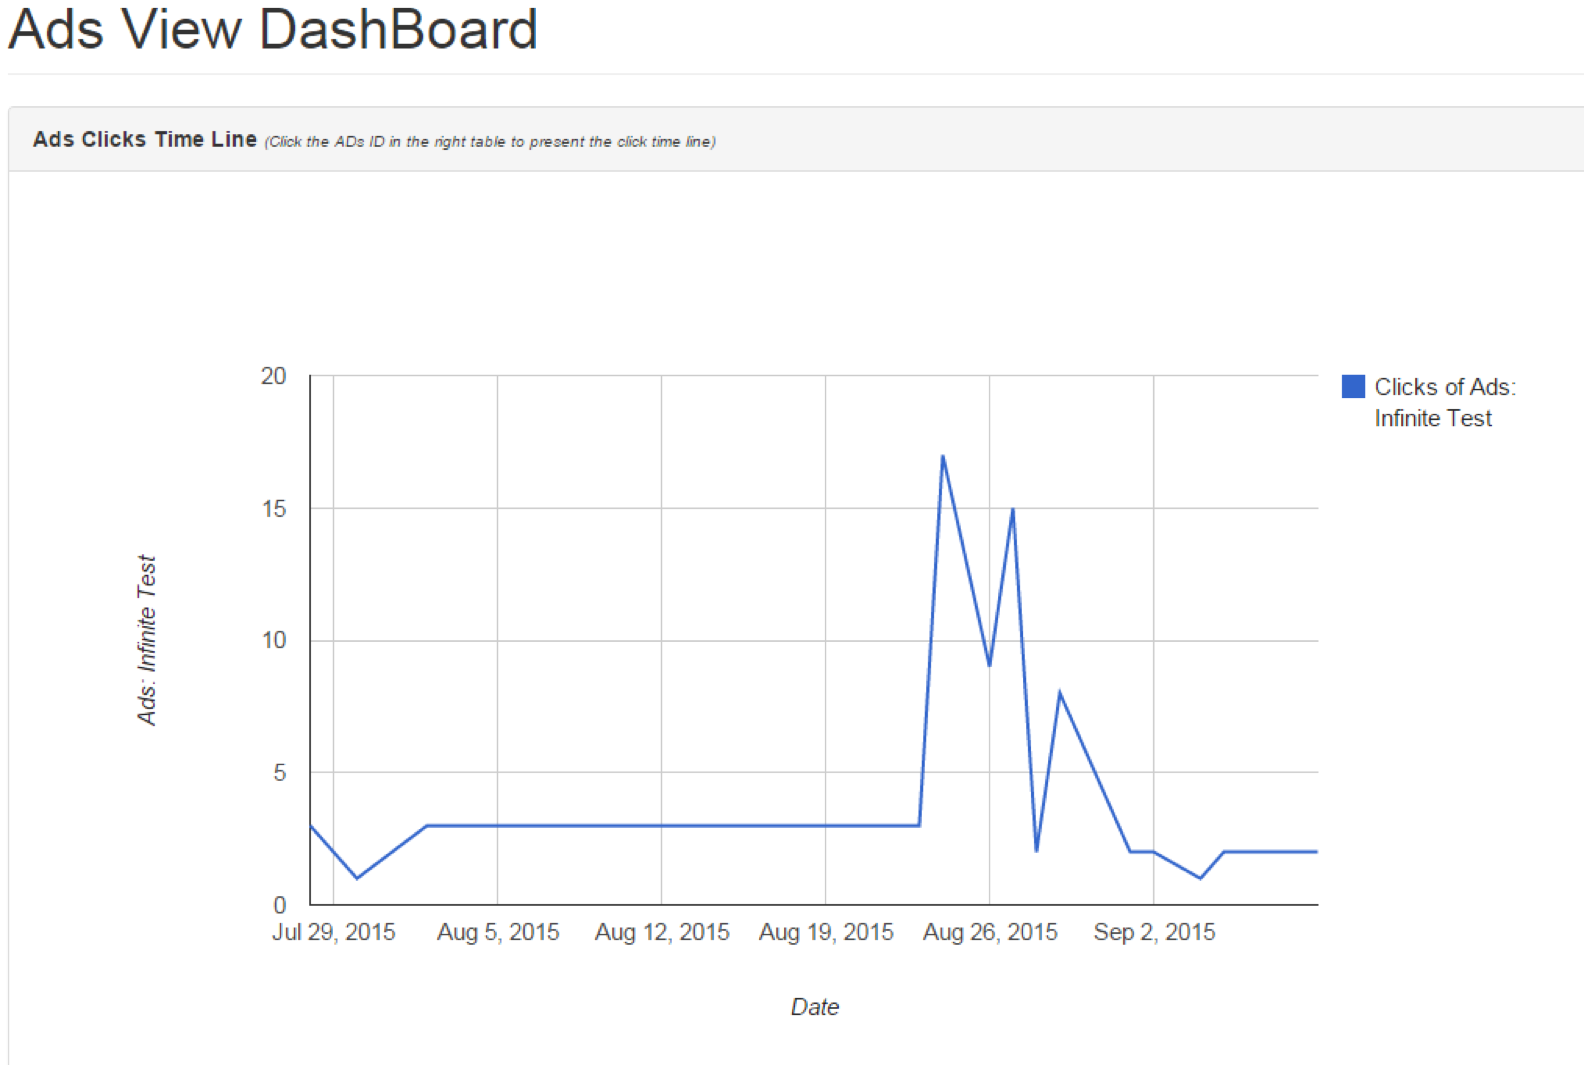 Ads View DashBoard
Ads Clicks Time Line (Click the ADs ID in the right table to present the click time line)
20
15
10
5
0
Ads: Infinite Test
Clicks of Ads:
Infinite Test
Jul 29, 2015 Aug 5, 2015 Aug 12, 2015 Aug 19, 2015 Aug 26, 2015 Sep 2, 2015
Date